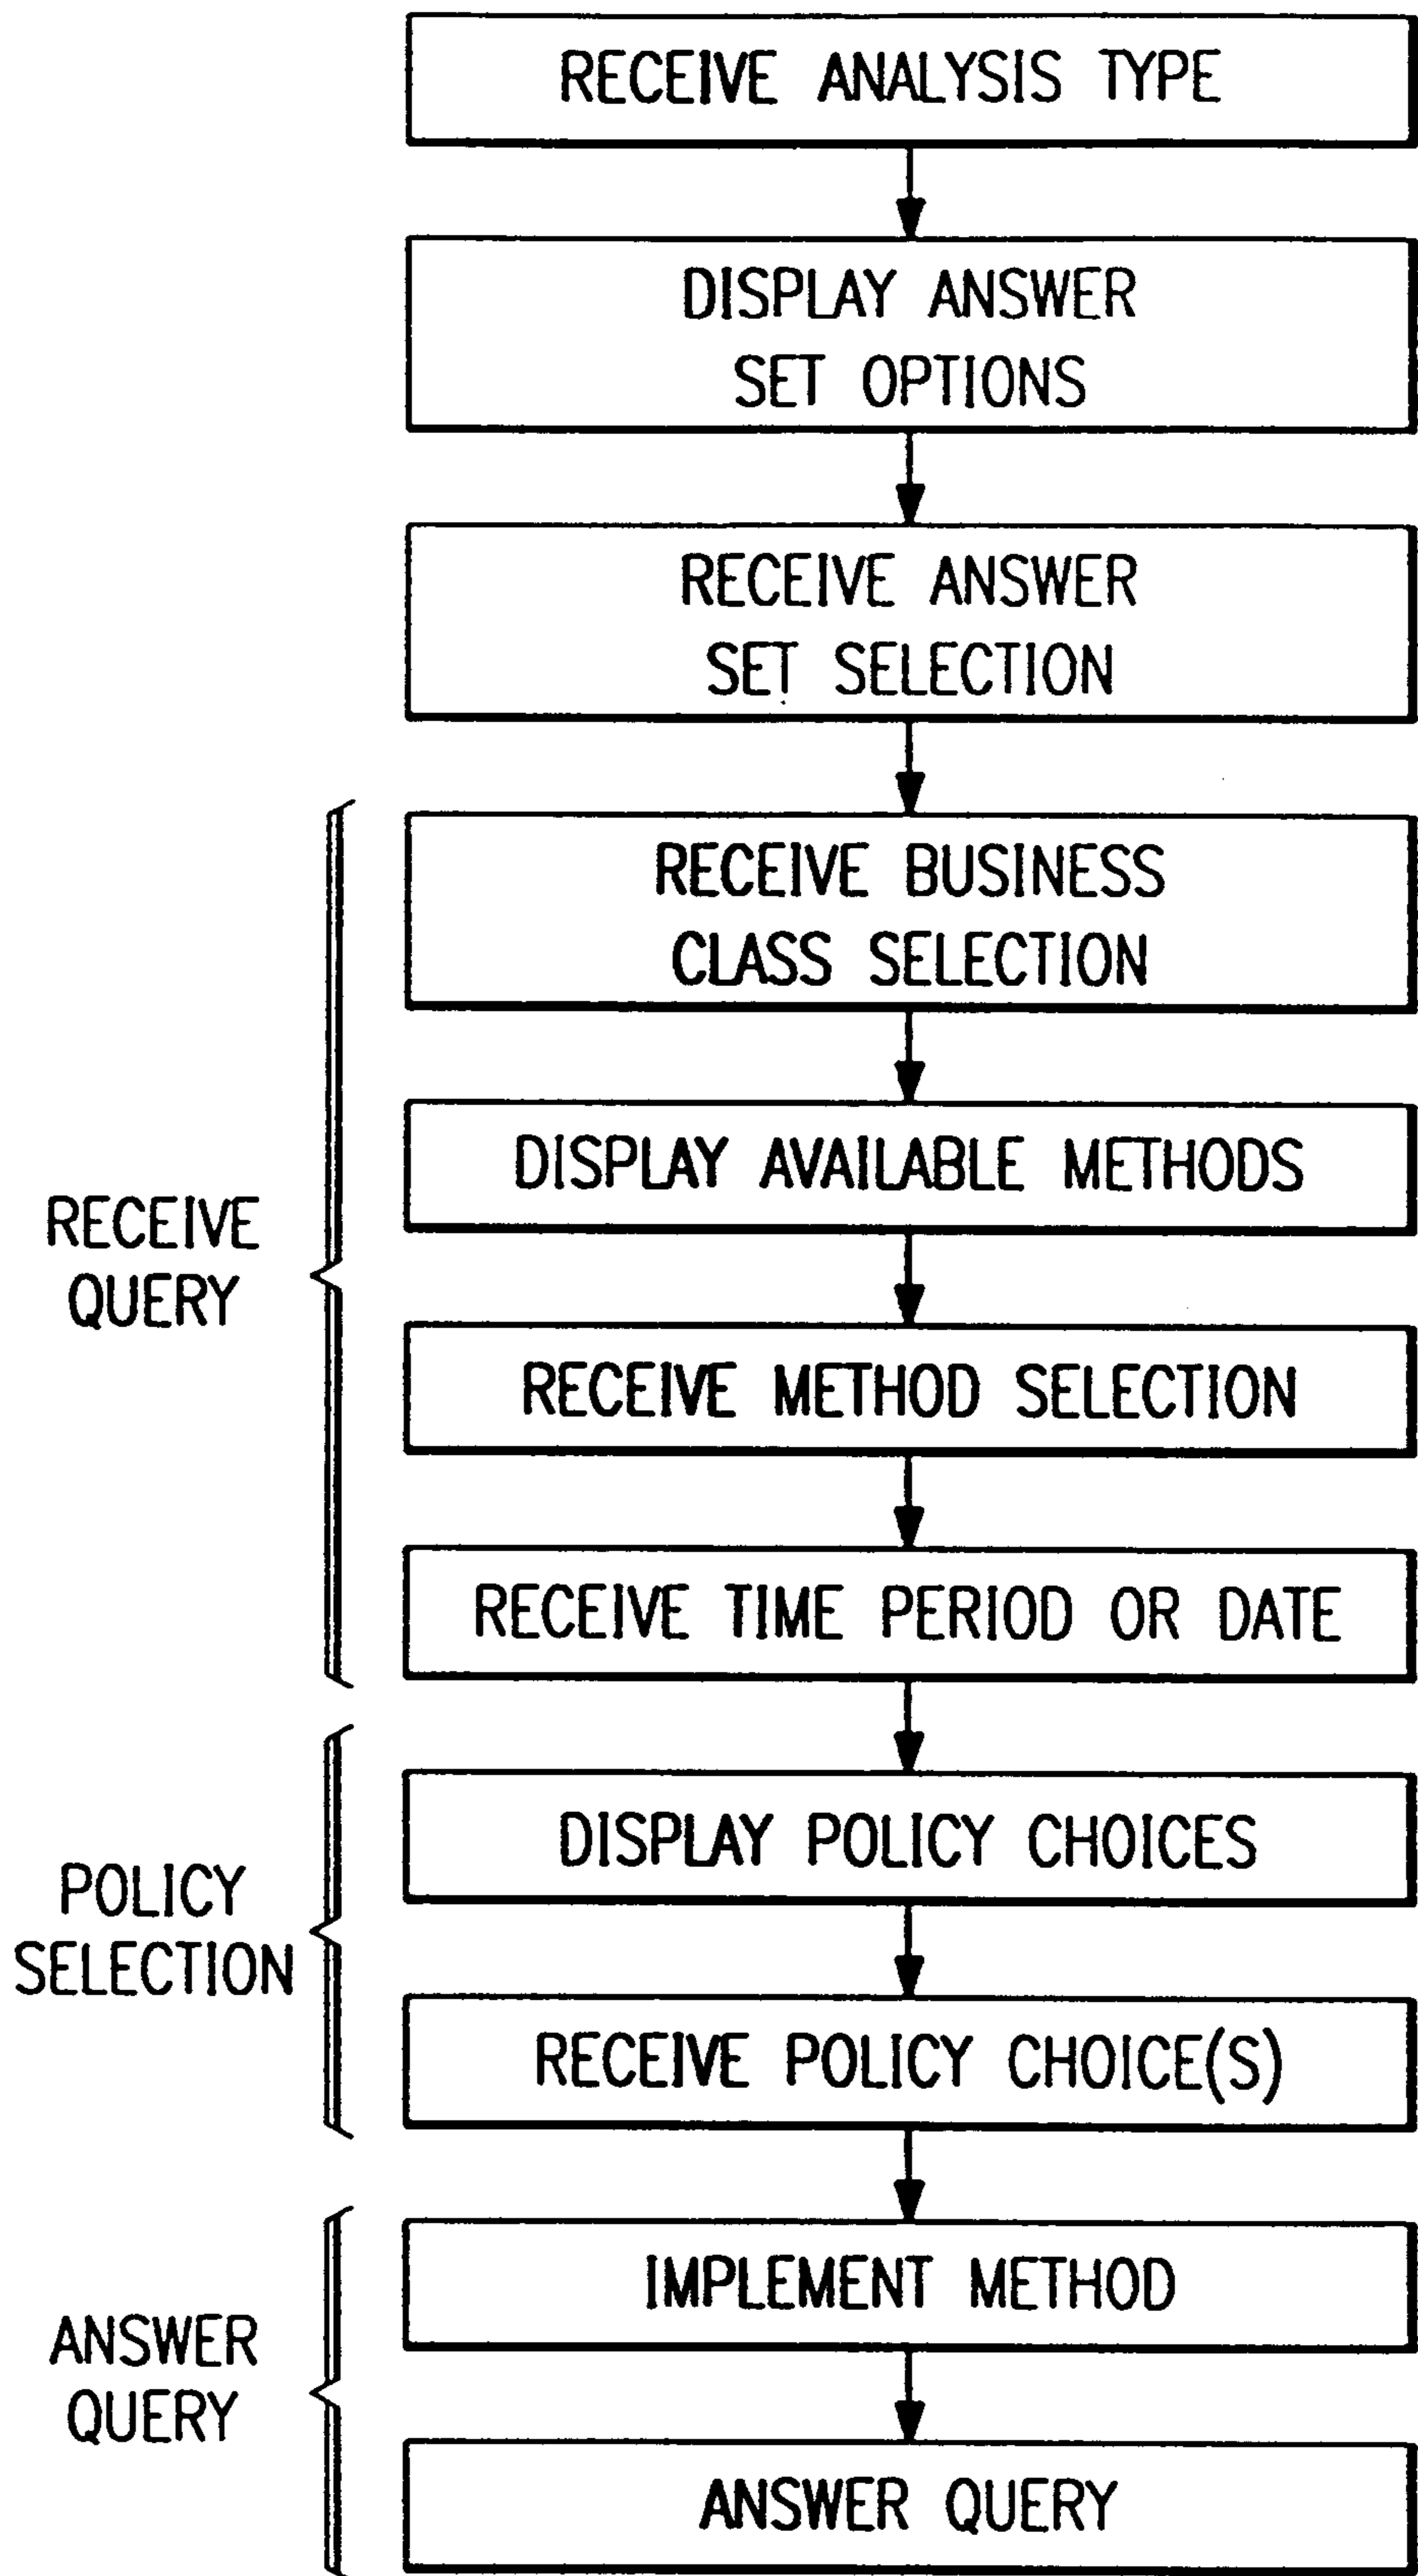 RECEIVE ANALYSIS TYPE
DISPLAY ANSWER
SET OPTIONS
RECEIVE ANSWER
SET SELECTION
RECEIVE BUSINESS
CLASS SELECTION
DISPLAY AVAILABLE METHODS
RECEIVE
QUERY
RECEIVE METHOD SELECTION
RECEIVE TIME PERIOD OR DATE
DISPLAY POLICY CHOICES
POLICY
SELECTION
RECEIVE POLICY CHOICE(S)
IMPLEMENT METHOD
ANSWER
QUERY
ANSWER QUERY